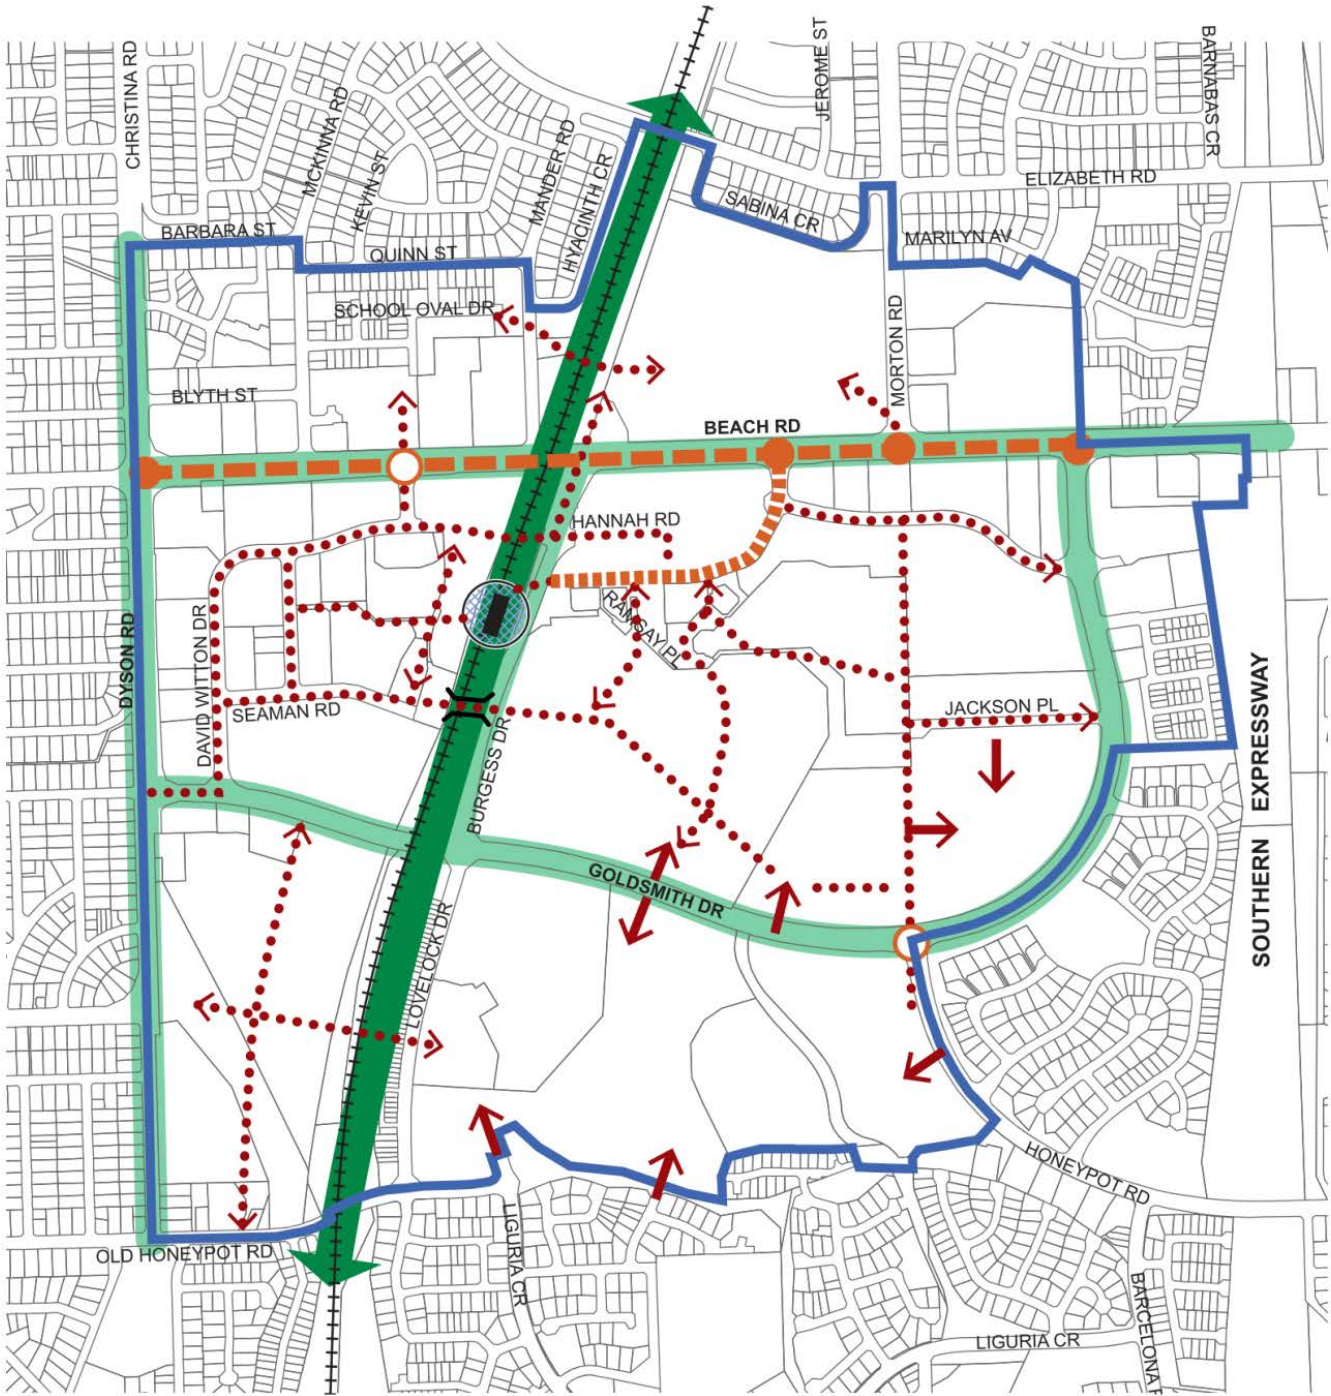 CHRISTINA RD
MCKINNA RD
KEVIN ST
MANDER RD
HYACINTH CR
JEROME ST
BARNABAS CR
ELIZABETH RD
SABINA CR
MARILYN AV
BARBARA ST
QUINN ST
SCHOOL OVAL DR
MORTON RD
BLYTH ST
BEACH RD
HANNAH RD
RAMSAY PL
DYSON RD
DAVID WITTON DR
SEAMAN RD
BURGESS DR
JACKSON PL
SOUTHERN EXPRESSWAY
GOLDSMITH DR
LOVELOCK DR
HONEYPOT RD
OLD HONEYPOT RD
LIGURIA CR
BARCELONA
LIGURIA CR